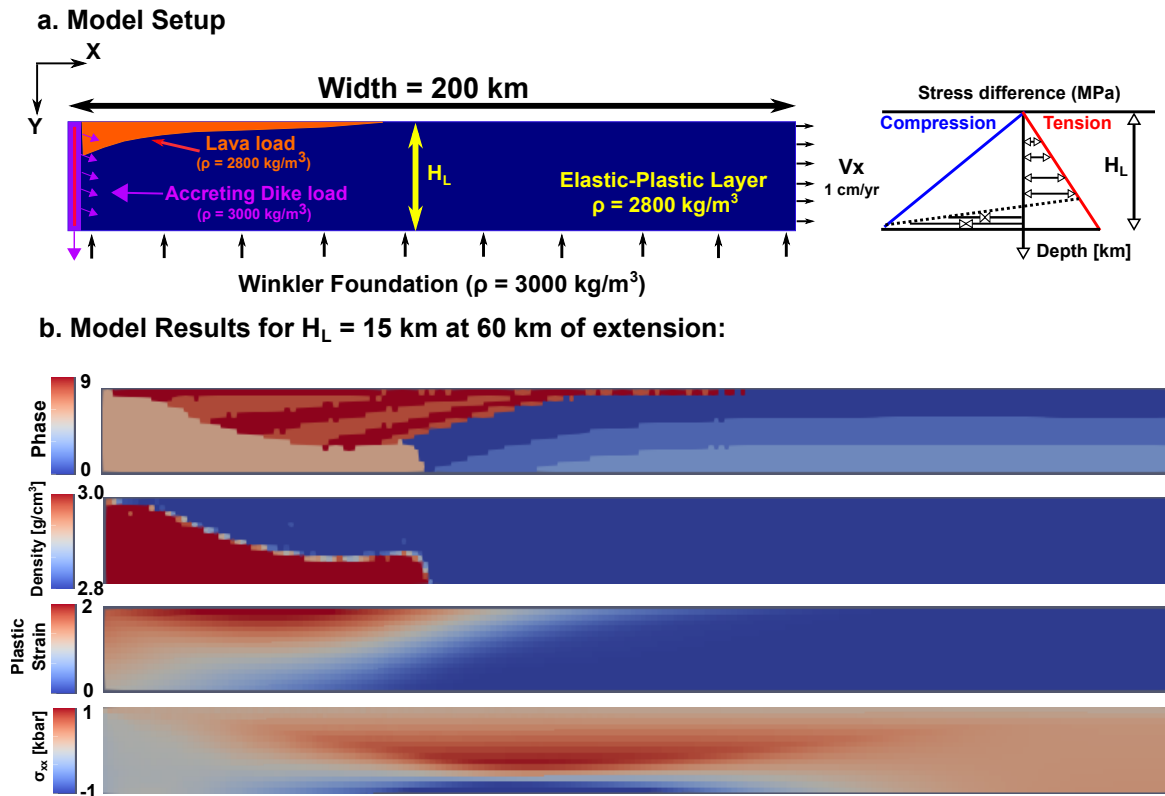 a. Model Setup
X
Y
Width = 200 km
Lava load
(ρ = 2800 kg/m³)
Accreting Dike load
(ρ = 3000 kg/m³)
H_L
Elastic-Plastic Layer
ρ = 2800 kg/m³
Vx
1 cm/yr
Winkler Foundation (ρ = 3000 kg/m³)
Stress difference (MPa)
Compression
Tension
H_L
Depth [km]
b. Model Results for H_L = 15 km at 60 km of extension:
Phase
9
0
Density [g/cm³]
3.0
2.8
Plastic
Strain
2
0
σ_xx [kbar]
1
-1